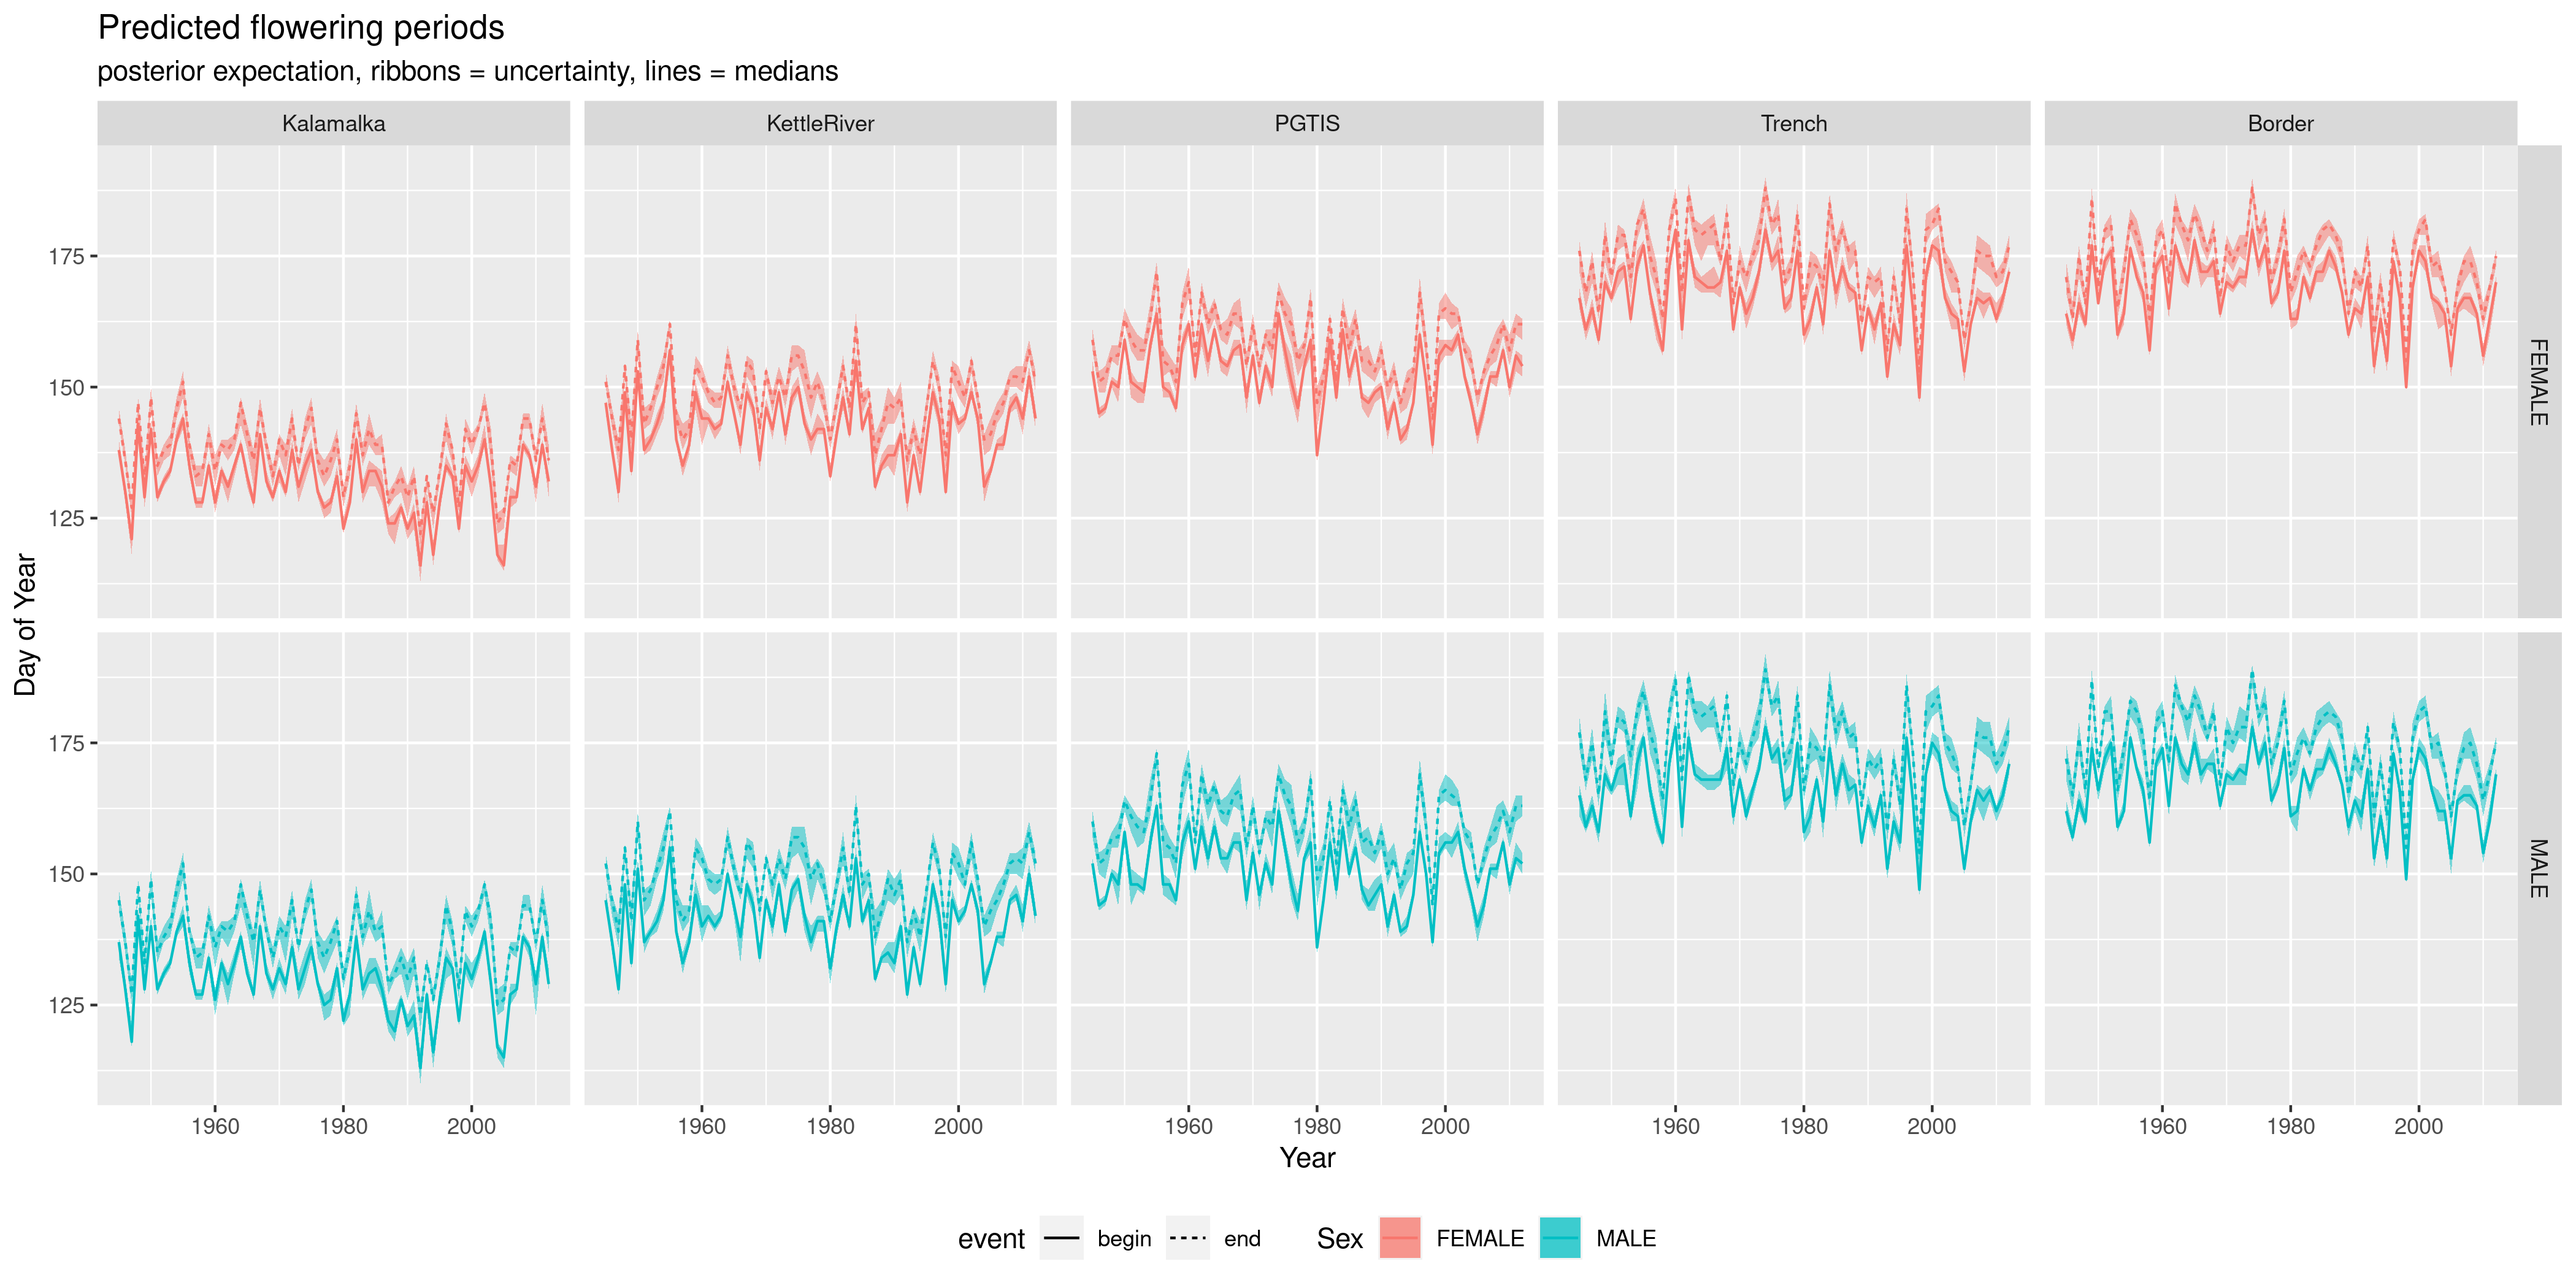 Predicted flowering periods
posterior expectation, ribbons = uncertainty, lines = medians
Kalamalka KettleRiver PGTIS Trench Border
175
150
125
FEMALE
Day of Year
175
150
125
MALE
1960 1980 2000 1960 1980 2000 1960 1980 2000 1960 1980 2000 1960 1980 2000
Year
event begin end Sex FEMALE MALE